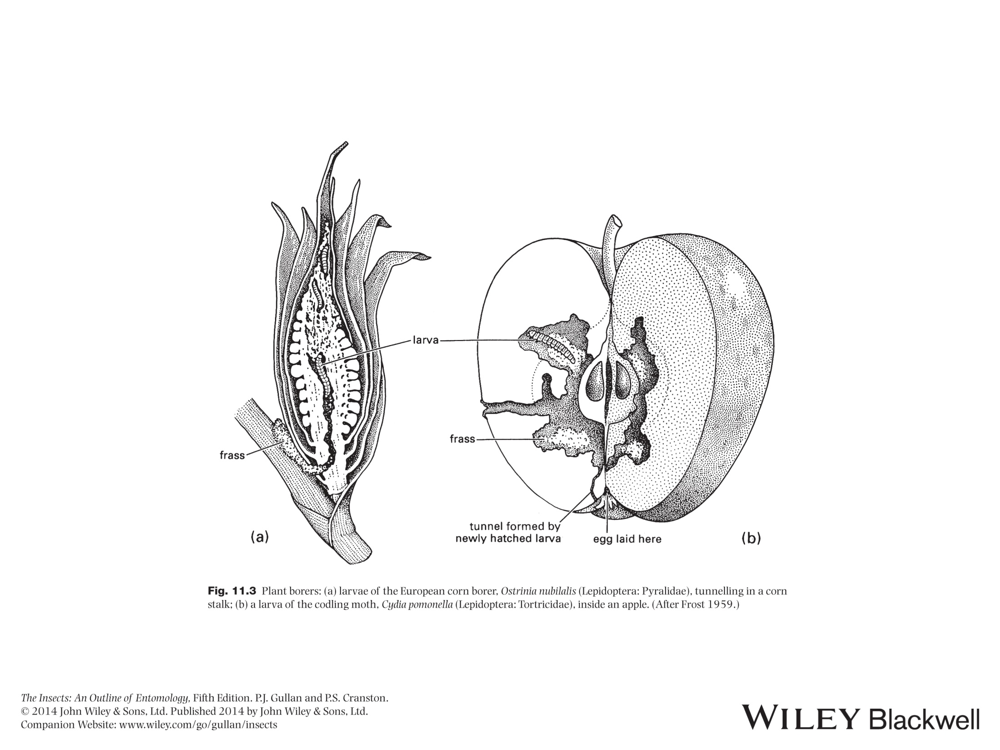 larva
frass
frass
tunnel formed by
newly hatched larva
egg laid here
(a)
(b)
Fig. 11.3 Plant borers: (a) larvae of the European corn borer, Ostrinia nubilalis (Lepidoptera: Pyralidae), tunnelling in a corn
stalk; (b) a larva of the codling moth, Cydia pomonella (Lepidoptera: Tortricidae), inside an apple. (After Frost 1959.)
The Insects: An Outline of Entomology, Fifth Edition. P.J. Gullan and P.S. Cranston.
© 2014 John Wiley & Sons, Ltd. Published 2014 by John Wiley & Sons, Ltd.
Companion Website: www.wiley.com/go/gullan/insects
WILEY Blackwell